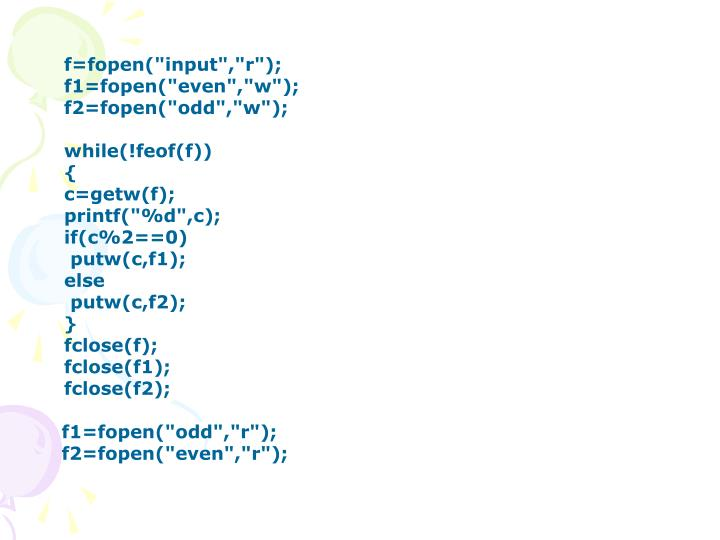 f=fopen("input","r");
f1=fopen("even","w");
f2=fopen("odd","w");
while(!feof(f))
{
c=getw(f);
printf("%d",c);
if(c%2==0)
putw(c,f1);
else
putw(c,f2);
}
fclose(f);
fclose(f1);
fclose(f2);
f1=fopen("odd","r");
f2=fopen("even","r");